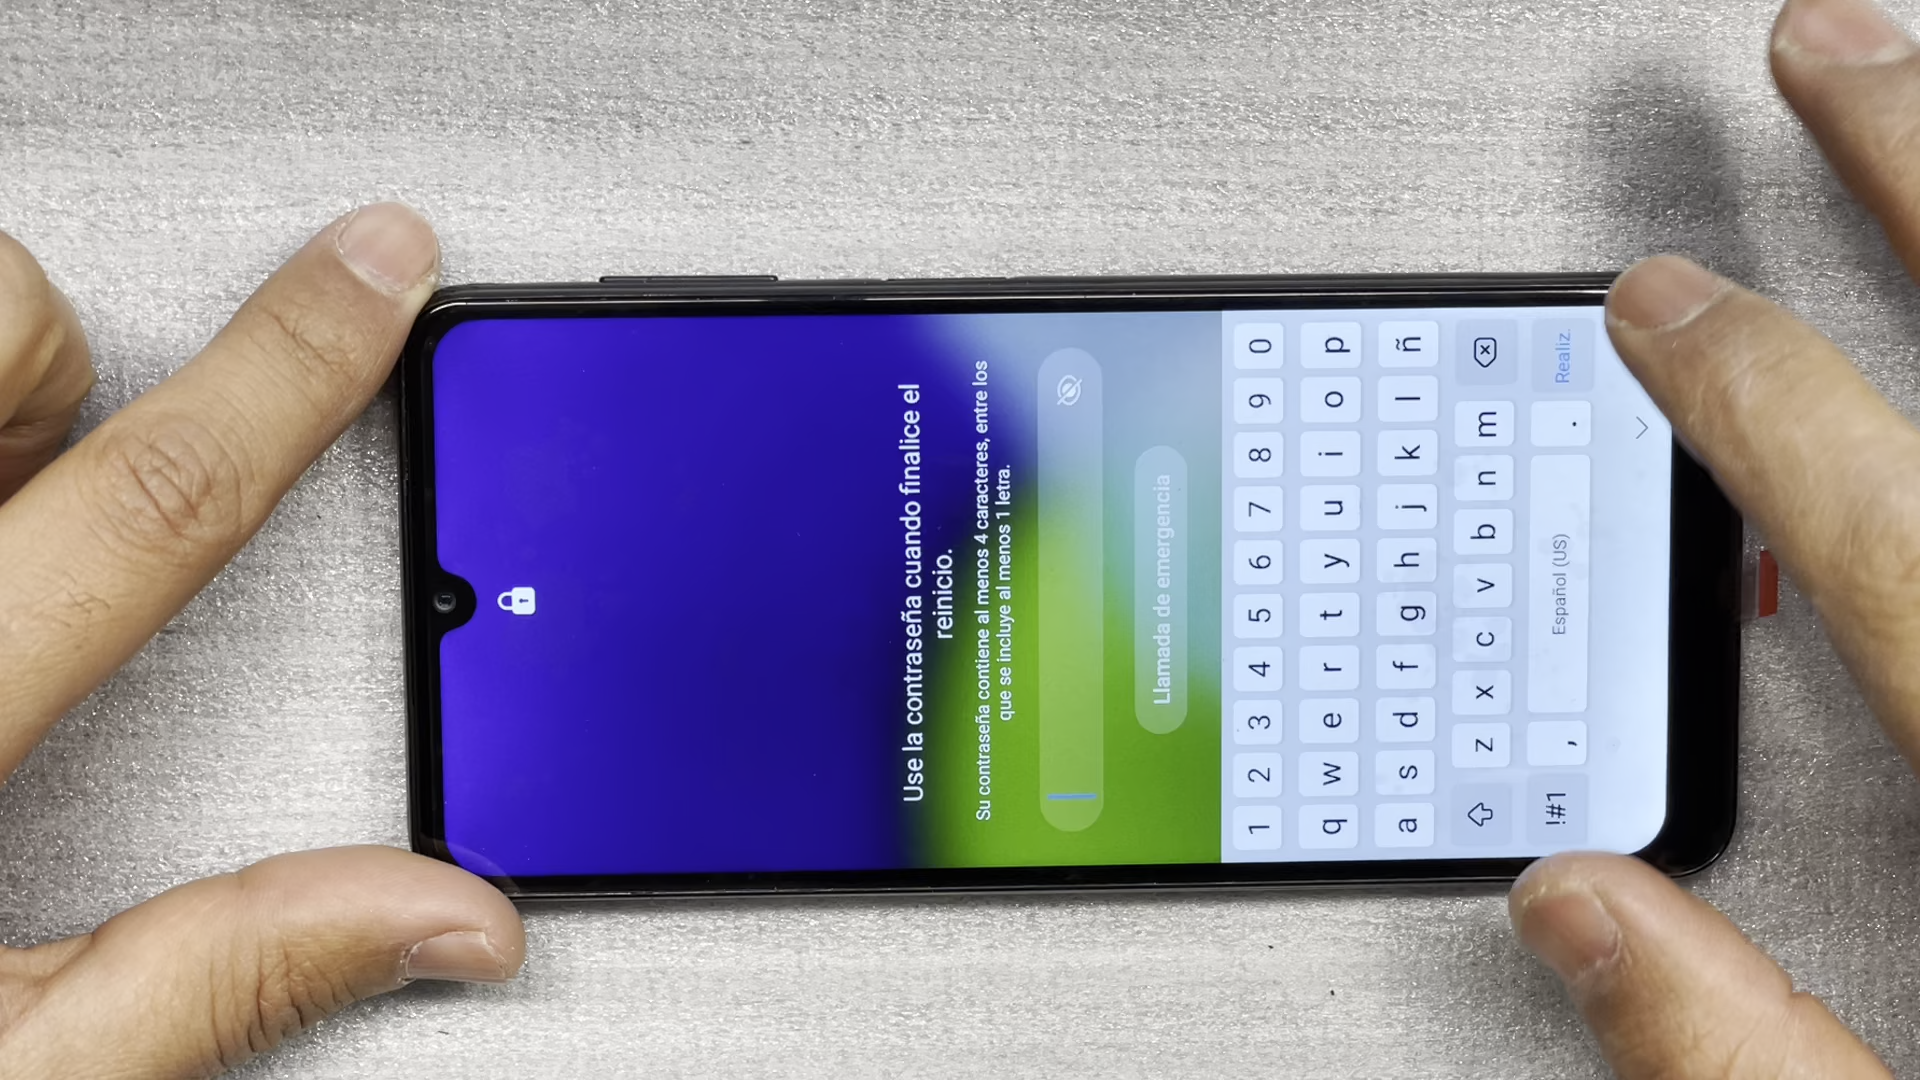 Use la contraseña cuando finalice el
reinicio.
Su contraseña contiene al menos 4 caracteres, entre los
que se incluye al menos 1 letra.
Llamada de emergencia
1 2 3 4 5 6 7 8 9 0
q w e r t y u i o p
a s d f g h j k l ñ
z x c v b n m
!#1 , Español (US) . Realiz.